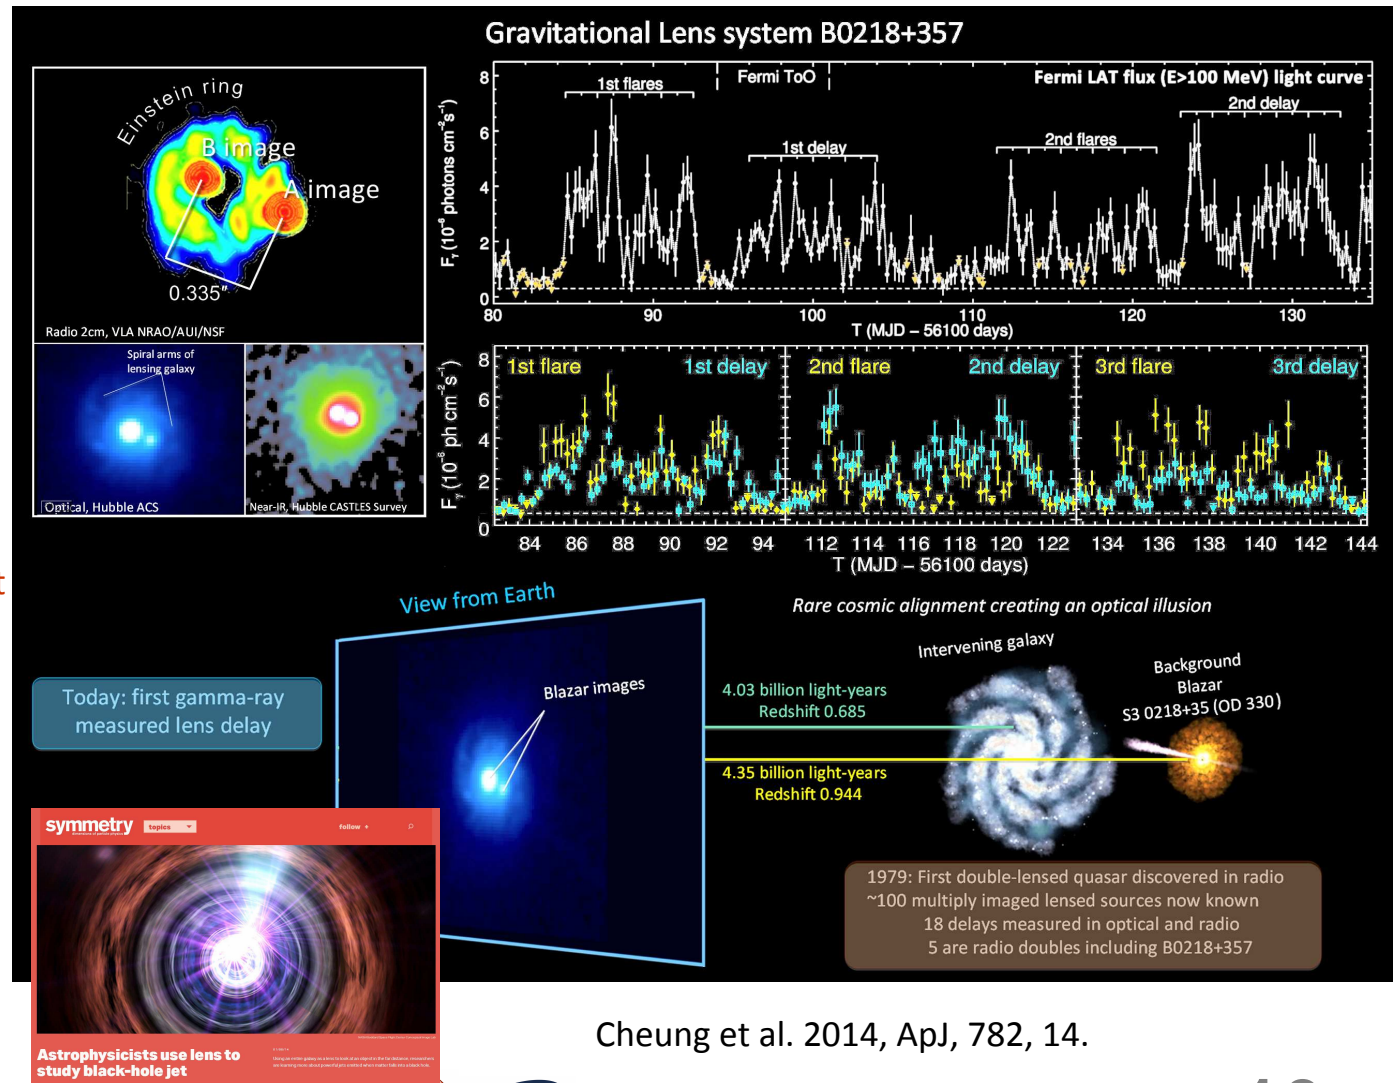 Gravitational Lens system B0218+357
Einstein ring
B image
A image
0.335"
Radio 2cm, VLA NRAO/AUI/NSF
Spiral arms of
lensing galaxy
Optical, Hubble ACS
Near-IR, Hubble CASTLES Survey
1st flares
Fermi ToO
Fermi LAT flux (E>100 MeV) light curve
2nd delay
1st delay
2nd flares
Fγ (10⁻⁶ photons cm⁻²s⁻¹)
8
6
4
2
0
80 90 100 110 120 130
T (MJD – 56100 days)
1st flare 1st delay 2nd flare 2nd delay 3rd flare 3rd delay
Fγ (10⁻⁶ ph cm⁻²s⁻¹)
8
6
4
2
0
84 86 88 90 92 94 112 114 116 118 120 122 134 136 138 140 142 144
T (MJD – 56100 days)
t
View from Earth
Rare cosmic alignment creating an optical illusion
Blazar images
Intervening galaxy
Background
Blazar
S3 0218+35 (OD 330)
4.03 billion light-years
Redshift 0.685
4.35 billion light-years
Redshift 0.944
Today: first gamma-ray
measured lens delay
1979: First double-lensed quasar discovered in radio
~100 multiply imaged lensed sources now known
18 delays measured in optical and radio
5 are radio doubles including B0218+357
symmetry
topics
follow +
Astrophysicists use lens to
study black-hole jet
Cheung et al. 2014, ApJ, 782, 14.